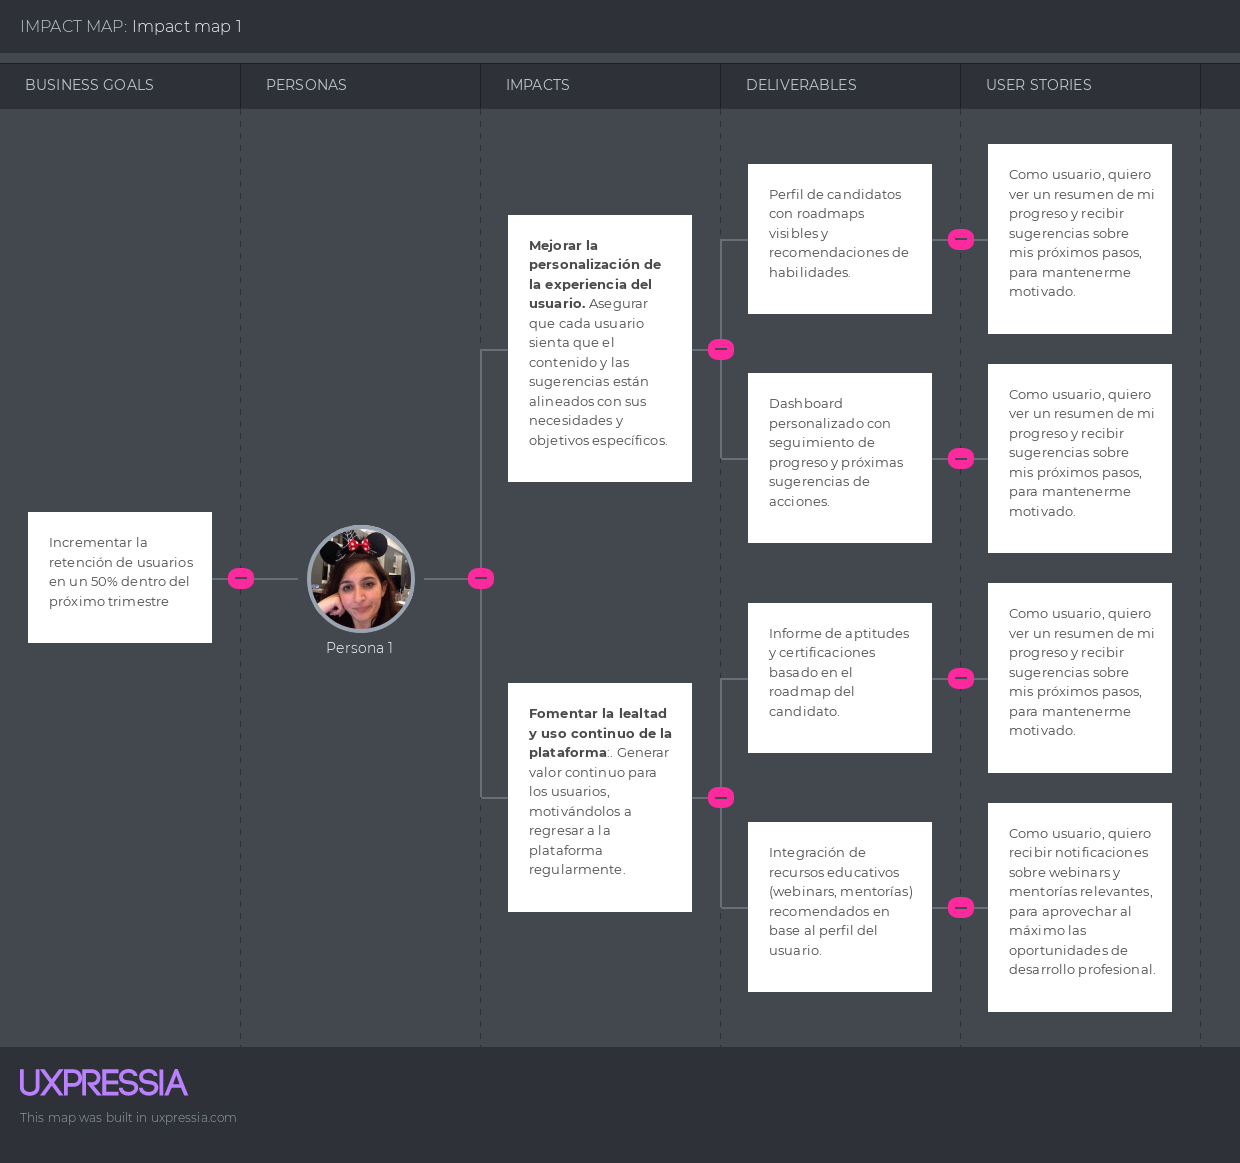 IMPACT MAP: Impact map 1
BUSINESS GOALS
PERSONAS
IMPACTS
DELIVERABLES
USER STORIES
Incrementar la
retención de usuarios
en un 50% dentro del
próximo trimestre
Persona 1
Mejorar la
personalización de
la experiencia del
usuario. Asegurar
que cada usuario
sienta que el
contenido y las
sugerencias están
alineados con sus
necesidades y
objetivos específicos.
Fomentar la lealtad
y uso continuo de la
plataforma:. Generar
valor continuo para
los usuarios,
motivándolos a
regresar a la
plataforma
regularmente.
Perfil de candidatos
con roadmaps
visibles y
recomendaciones de
habilidades.
Dashboard
personalizado con
seguimiento de
progreso y próximas
sugerencias de
acciones.
Informe de aptitudes
y certificaciones
basado en el
roadmap del
candidato.
Integración de
recursos educativos
(webinars, mentorías)
recomendados en
base al perfil del
usuario.
Como usuario, quiero
ver un resumen de mi
progreso y recibir
sugerencias sobre
mis próximos pasos,
para mantenerme
motivado.
Como usuario, quiero
ver un resumen de mi
progreso y recibir
sugerencias sobre
mis próximos pasos,
para mantenerme
motivado.
Como usuario, quiero
ver un resumen de mi
progreso y recibir
sugerencias sobre
mis próximos pasos,
para mantenerme
motivado.
Como usuario, quiero
recibir notificaciones
sobre webinars y
mentorías relevantes,
para aprovechar al
máximo las
oportunidades de
desarrollo profesional.
UXPRESSIA
This map was built in uxpressia.com